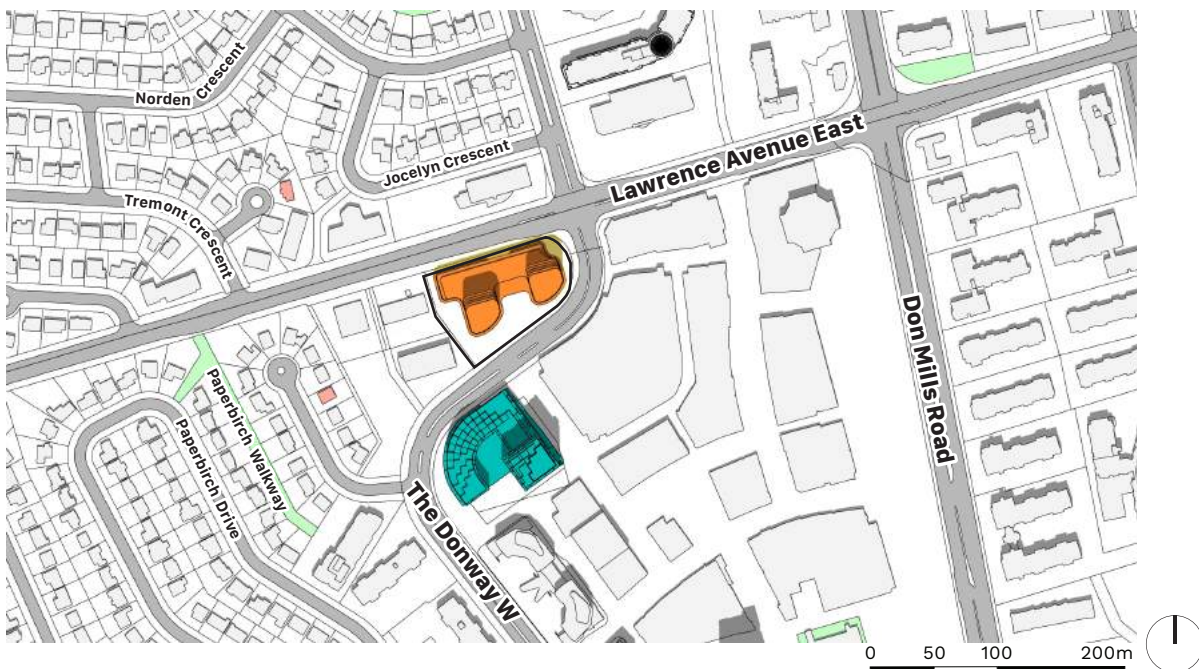 Norden Crescent
Jocelyn Crescent
Lawrence Avenue East
Tremont Crescent
Don Mills Road
Paperbirch Walkway
Paperbirch Drive
The Donway W
0 50 100 200m